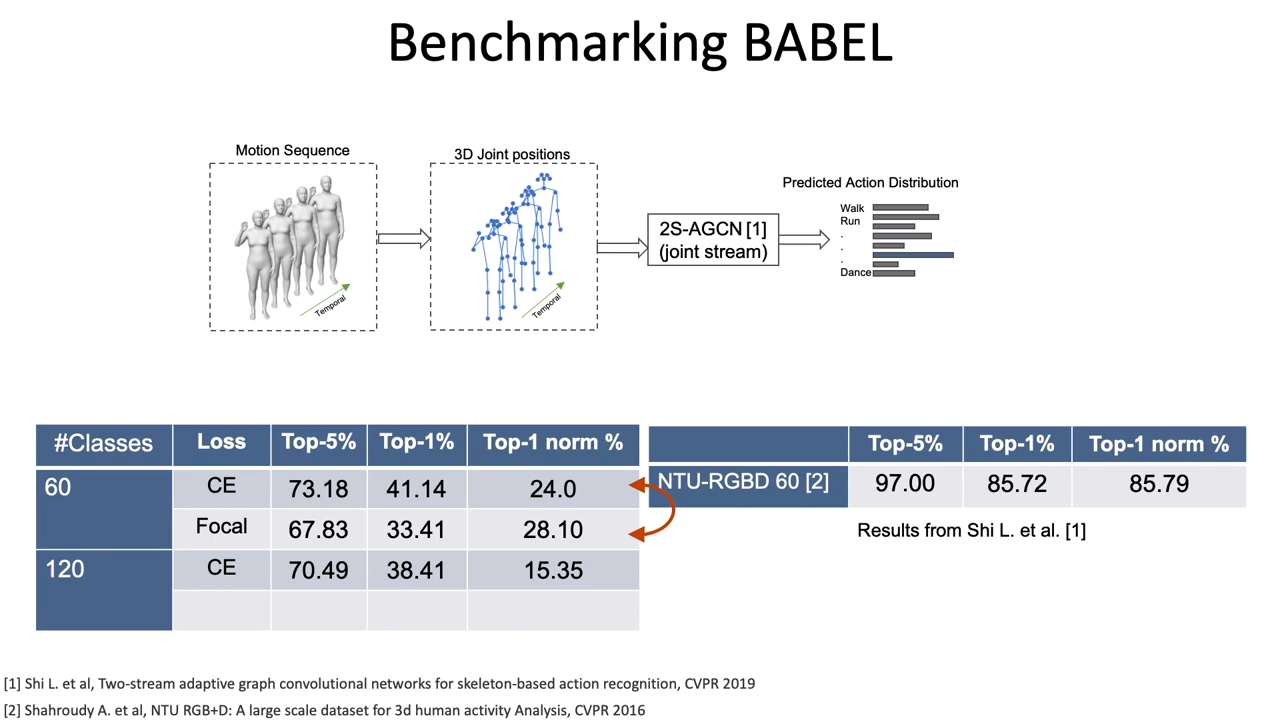 Benchmarking BABEL
Motion Sequence
3D Joint positions
Predicted Action Distribution
Temporal
Temporal
2S-AGCN [1]
(joint stream)
Walk
Run
.
.
.
Dance
#Classes Loss Top-5% Top-1% Top-1 norm %
60 CE 73.18 41.14 24.0
Focal 67.83 33.41 28.10
120 CE 70.49 38.41 15.35
Top-5% Top-1% Top-1 norm %
NTU-RGBD 60 [2] 97.00 85.72 85.79
Results from Shi L. et al. [1]
[1] Shi L. et al, Two-stream adaptive graph convolutional networks for skeleton-based action recognition, CVPR 2019
[2] Shahroudy A. et al, NTU RGB+D: A large scale dataset for 3d human activity Analysis, CVPR 2016